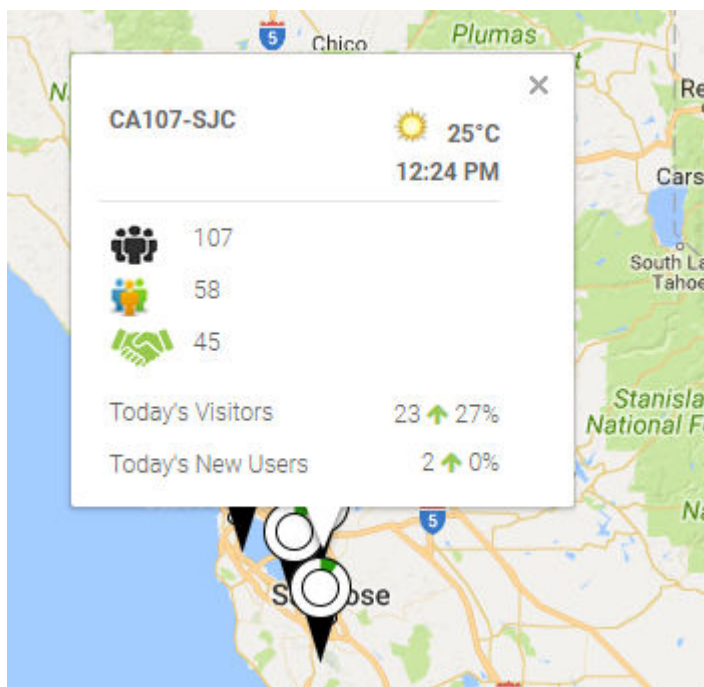 5
Chico
Plumas
N
Re
CA107-SJC
25°C
12:24 PM
Cars
107
58
South La
Tahoe
45
Today's Visitors
23 27%
Stanisla
National F
Today's New Users
2 0%
5
Na
S ose